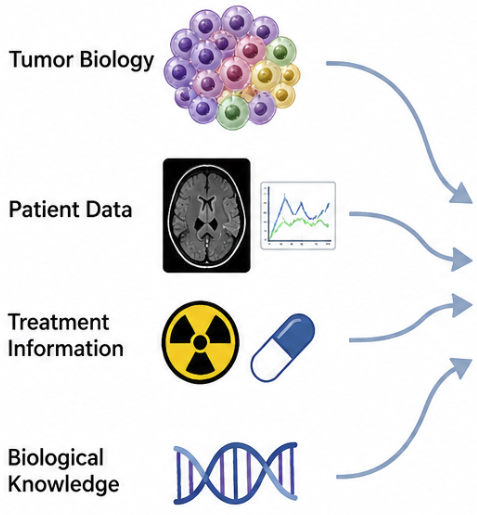 Tumor Biology
Patient Data
Treatment
Information
Biological
Knowledge